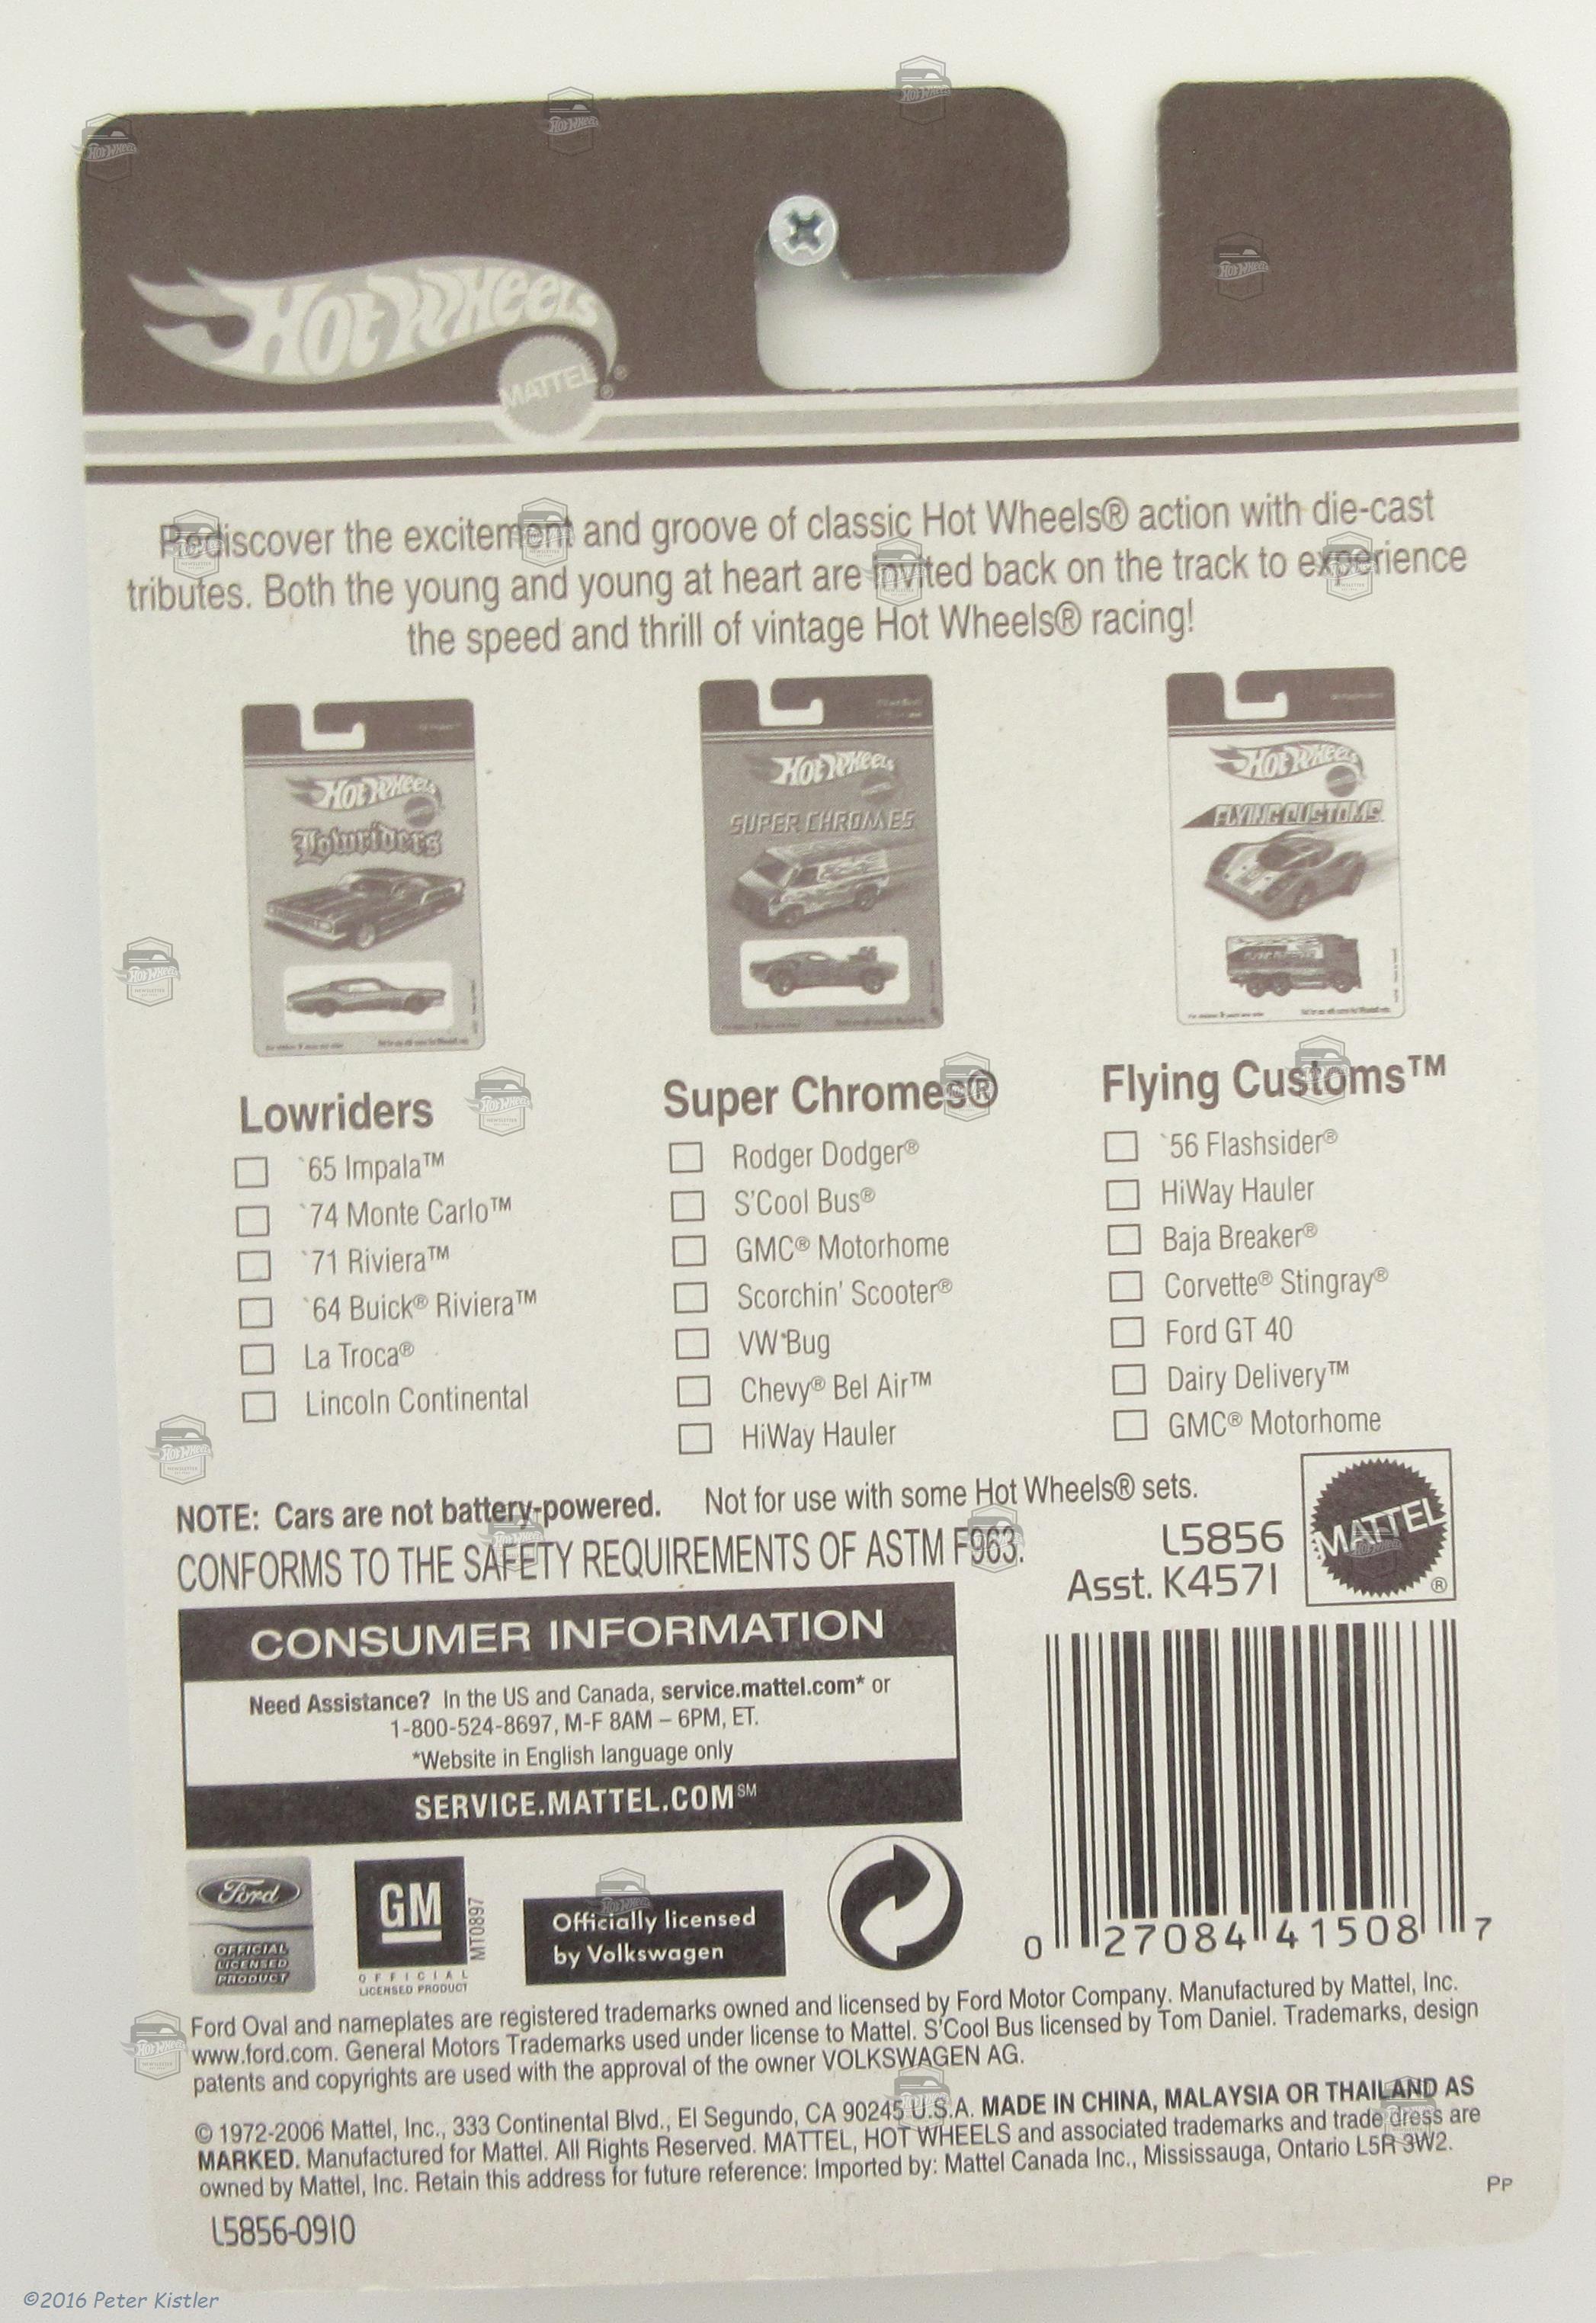 Hot Wheels
MATTEL ®
Rediscover the excitement and groove of classic Hot Wheels® action with die-cast
tributes. Both the young and young at heart are invited back on the track to experience
the speed and thrill of vintage Hot Wheels® racing!
Hot Wheels
Lowriders
Hot Wheels
SUPER CHROMES
Hot Wheels
FLYING CUSTOMS
Lowriders
`65 Impala™
`74 Monte Carlo™
`71 Riviera™
`64 Buick® Riviera™
La Troca®
Lincoln Continental
Super Chromes®
Rodger Dodger®
S'Cool Bus®
GMC® Motorhome
Scorchin' Scooter®
VW Bug
Chevy® Bel Air™
HiWay Hauler
Flying Customs™
`56 Flashsider®
HiWay Hauler
Baja Breaker®
Corvette® Stingray®
Ford GT 40
Dairy Delivery™
GMC® Motorhome
NOTE: Cars are not battery-powered. Not for use with some Hot Wheels® sets.
CONFORMS TO THE SAFETY REQUIREMENTS OF ASTM F963.
L5856
Asst. K4571
MATTEL ®
CONSUMER INFORMATION
Need Assistance? In the US and Canada, service.mattel.com* or
1-800-524-8697, M-F 8AM – 6PM, ET.
*Website in English language only
SERVICE.MATTEL.COM℠
0 27084 41508 7
Ford
OFFICIAL
LICENSED
PRODUCT
GM
MT0897
OFFICIAL
LICENSED PRODUCT
Officially licensed
by Volkswagen
Ford Oval and nameplates are registered trademarks owned and licensed by Ford Motor Company. Manufactured by Mattel, Inc.
www.ford.com. General Motors Trademarks used under license to Mattel. S'Cool Bus licensed by Tom Daniel. Trademarks, design
patents and copyrights are used with the approval of the owner VOLKSWAGEN AG.
© 1972-2006 Mattel, Inc., 333 Continental Blvd., El Segundo, CA 90245 U.S.A. MADE IN CHINA, MALAYSIA OR THAILAND AS
MARKED. Manufactured for Mattel. All Rights Reserved. MATTEL, HOT WHEELS and associated trademarks and trade dress are
owned by Mattel, Inc. Retain this address for future reference: Imported by: Mattel Canada Inc., Mississauga, Ontario L5R 3W2.
PP
L5856-0910
©2016 Peter Kistler